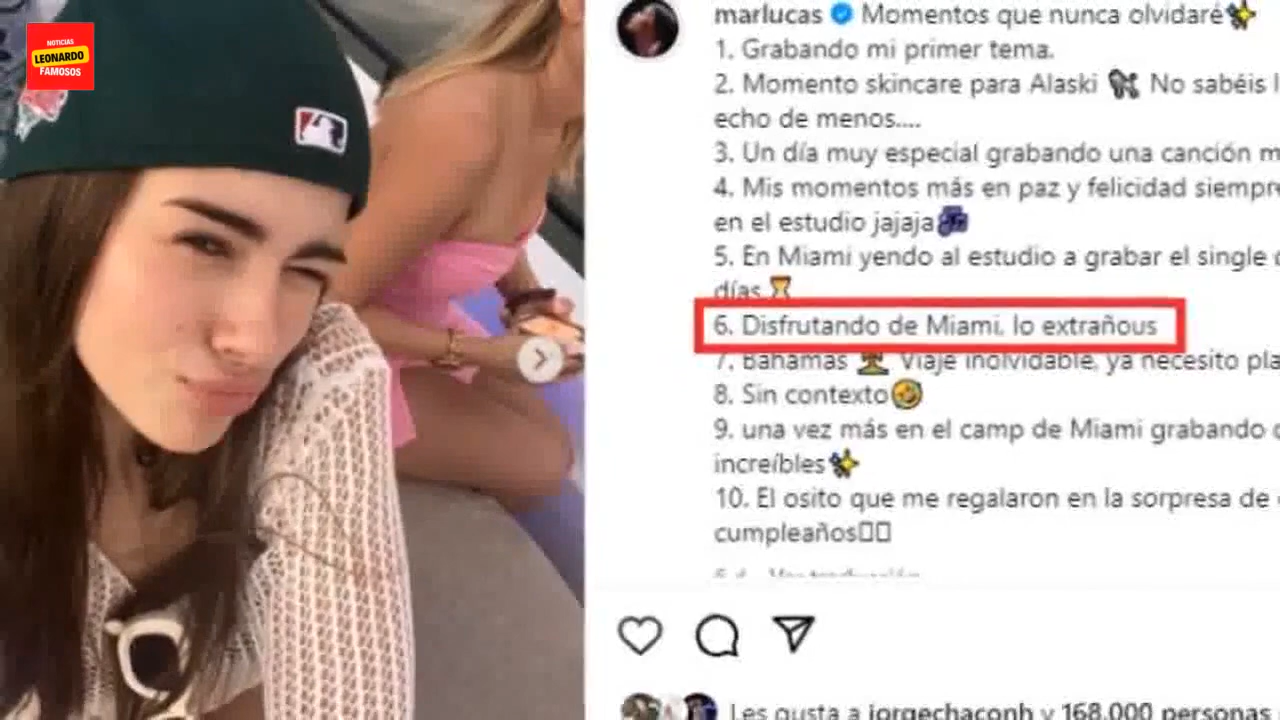 NOTICIAS
LEONARDO
FAMOSOS
marlucas Momentos que nunca olvidaré✨
1. Grabando mi primer tema.
2. Momento skincare para Alaski No sabéis
echo de menos....
3. Un día muy especial grabando una canción
4. Mis momentos más en paz y felicidad siempre
en el estudio jajaja
5. En Miami yendo al estudio a grabar el single
días⏳
6. Disfrutando de Miami, lo extrañous
7. Bahamas 🏝 Viaje inolvidable, ya necesito
8. Sin contexto🤣
9. una vez más en el camp de Miami grabando
increíbles✨
10. El osito que me regalaron en la sorpresa de
cumpleaños
Les gusta a jorgechaconh y 168.000 personas